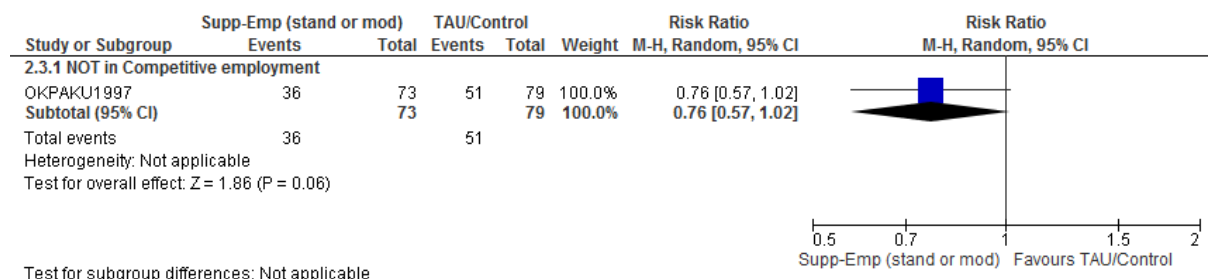 Supp-Emp (stand or mod) TAU/Control Risk Ratio Risk Ratio
Study or Subgroup Events Total Events Total Weight M-H, Random, 95% CI M-H, Random, 95% CI
2.3.1 NOT in Competitive employment
OKPAKU1997 36 73 51 79 100.0% 0.76 [0.57, 1.02]
Subtotal (95% CI) 73 79 100.0% 0.76 [0.57, 1.02]
Total events 36 51
Heterogeneity: Not applicable
Test for overall effect: Z = 1.86 (P = 0.06)
0.5 0.7 1 1.5 2
Supp-Emp (stand or mod) Favours TAU/Control
Test for subgroup differences: Not applicable